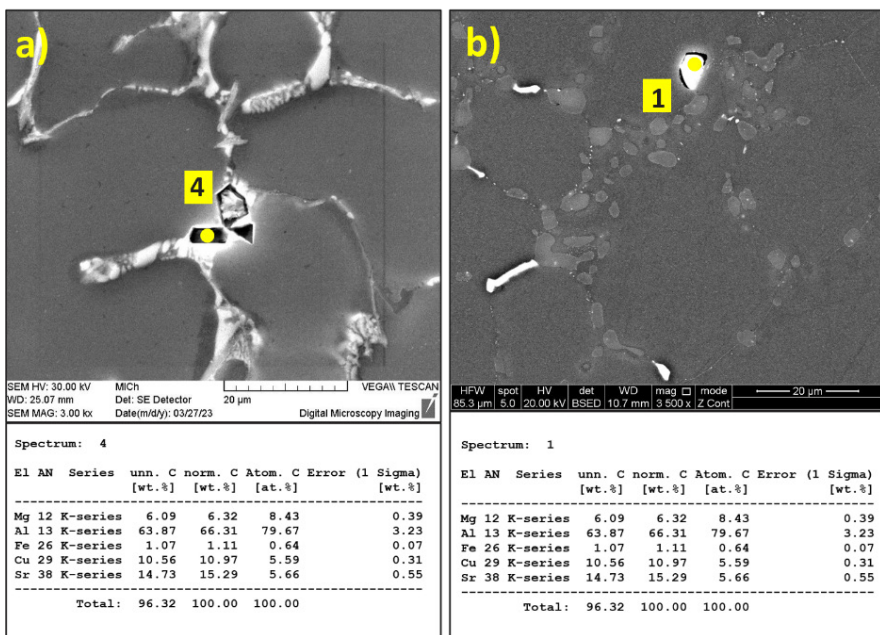 a)
4
SEM HV: 30.00 kV MICh VEGA\\ TESCAN
WD: 25.07 mm Det: SE Detector 20 µm
SEM MAG: 3.00 kx Date(m/d/y): 03/27/23 Digital Microscopy Imaging
Spectrum: 4
El AN Series unn. C norm. C Atom. C Error (1 Sigma)
[wt.%] [wt.%] [at.%] [wt.%]
Mg 12 K-series 6.09 6.32 8.43 0.39
Al 13 K-series 63.87 66.31 79.67 3.23
Fe 26 K-series 1.07 1.11 0.64 0.07
Cu 29 K-series 10.56 10.97 5.59 0.31
Sr 38 K-series 14.73 15.29 5.66 0.55
Total: 96.32 100.00 100.00
b)
1
HFW spot HV det WD mag □ mode 20 µm
85.3 µm 5.0 20.00 kV BSED 10.7 mm 3 500 x Z Cont
Spectrum: 1
El AN Series unn. C norm. C Atom. C Error (1 Sigma)
[wt.%] [wt.%] [at.%] [wt.%]
Mg 12 K-series 6.09 6.32 8.43 0.39
Al 13 K-series 63.87 66.31 79.67 3.23
Fe 26 K-series 1.07 1.11 0.64 0.07
Cu 29 K-series 10.56 10.97 5.59 0.31
Sr 38 K-series 14.73 15.29 5.66 0.55
Total: 96.32 100.00 100.00